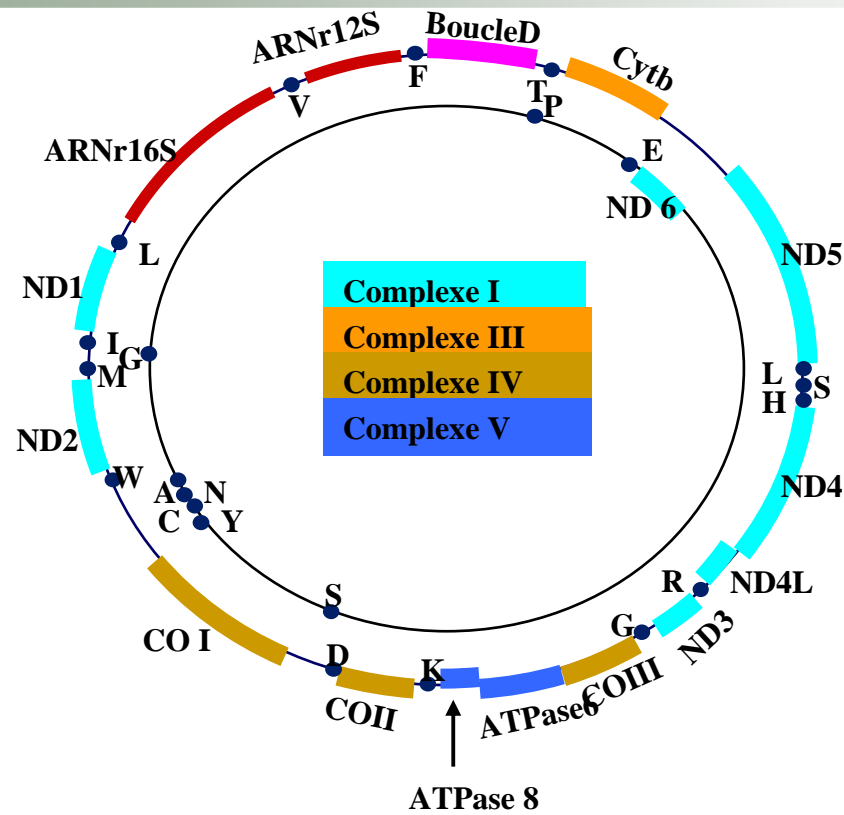 BoucleD
ARNr12S
F
T
P
Cytb
V
E
ARNr16S
ND 6
L
ND5
ND1
Complexe I
Complexe III
Complexe IV
Complexe V
I
G
M
L
S
H
ND2
W
A
N
C
Y
ND4
R
ND4L
S
G
ND3
CO I
D
K
COIII
COII
ATPase6
ATPase 8